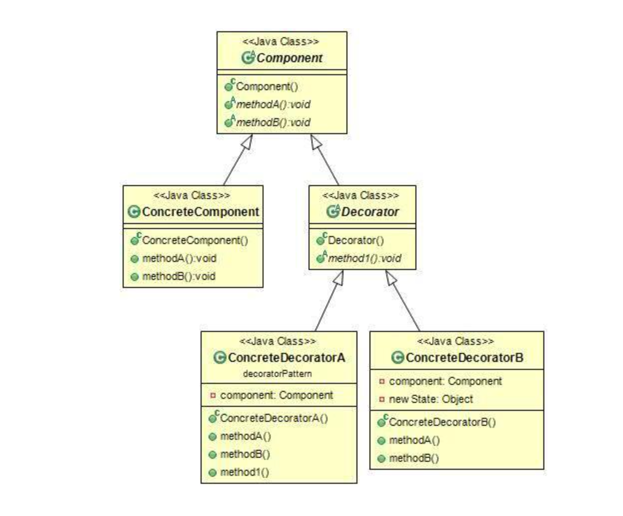 <<Java Class>>
Component
Component()
methodA():void
methodB():void
<<Java Class>>
ConcreteComponent
ConcreteComponent()
methodA():void
methodB():void
<<Java Class>>
Decorator
Decorator()
method1():void
<<Java Class>>
ConcreteDecoratorA
decoratorPattern
component: Component
ConcreteDecoratorA()
methodA()
methodB()
method1()
<<Java Class>>
ConcreteDecoratorB
component: Component
new State: Object
ConcreteDecoratorB()
methodA()
methodB()